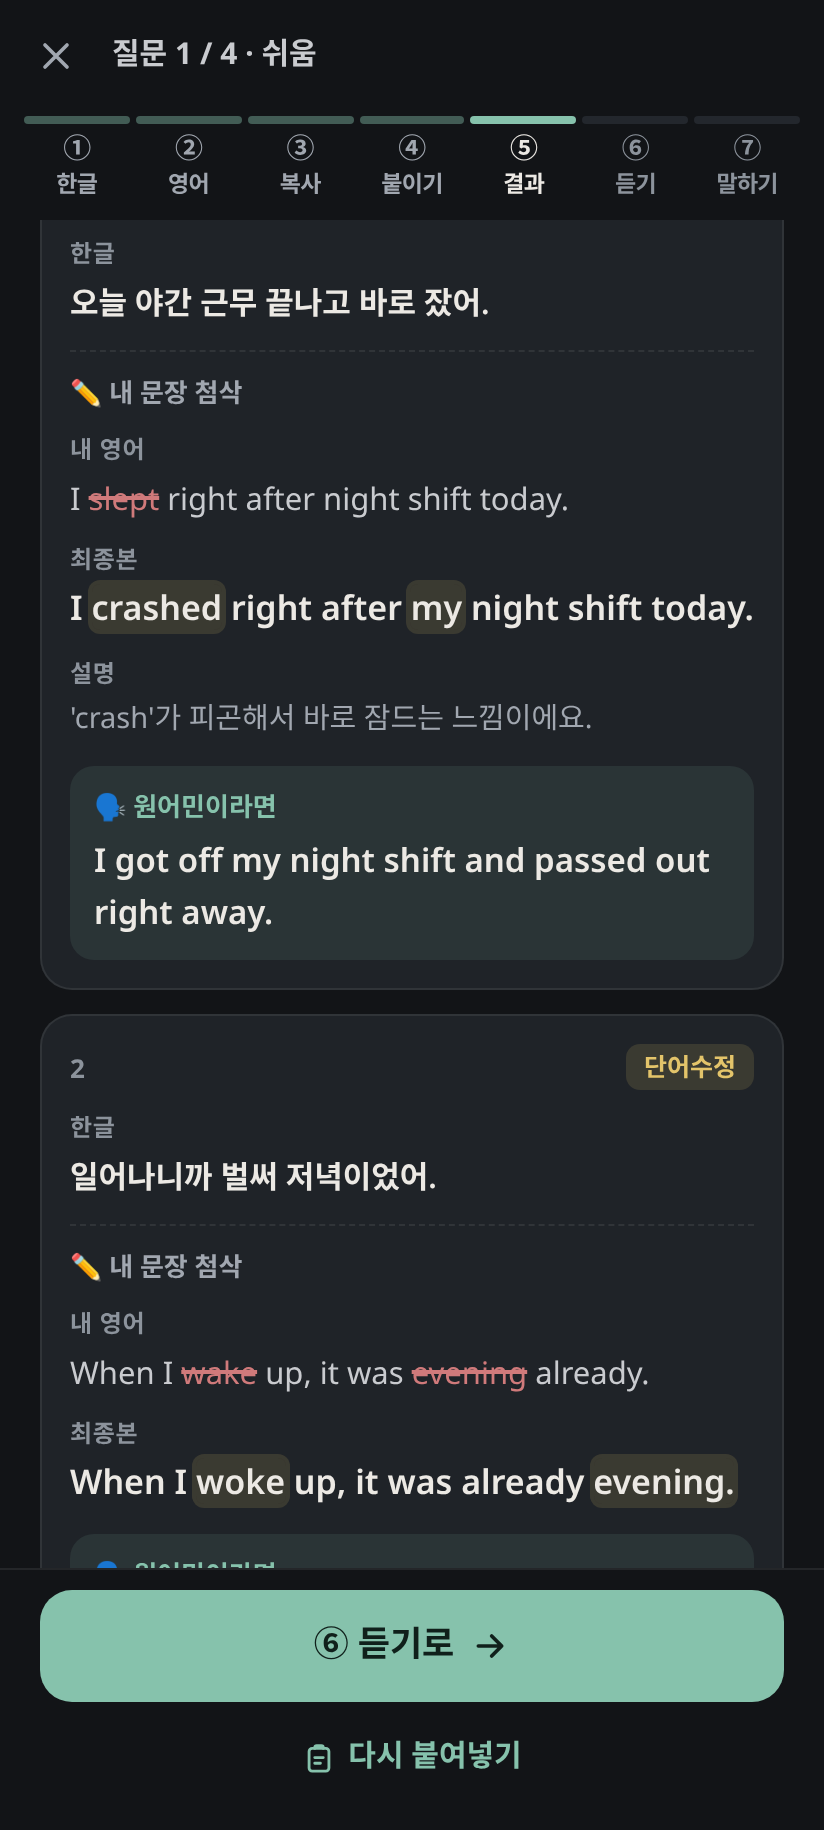 질문 1 / 4 · 쉬움
① ② ③ ④ ⑤ ⑥ ⑦
한글 영어 복사 붙이기 결과 듣기 말하기
한글
오늘 야간 근무 끝나고 바로 잤어.
✏️ 내 문장 첨삭
내 영어
I slept right after night shift today.
최종본
I crashed right after my night shift today.
설명
'crash'가 피곤해서 바로 잠드는 느낌이에요.
🗣️ 원어민이라면
I got off my night shift and passed out
right away.
2 단어수정
한글
일어나니까 벌써 저녁이었어.
✏️ 내 문장 첨삭
내 영어
When I wake up, it was evening already.
최종본
When I woke up, it was already evening.
⑥ 듣기로 →
다시 붙여넣기